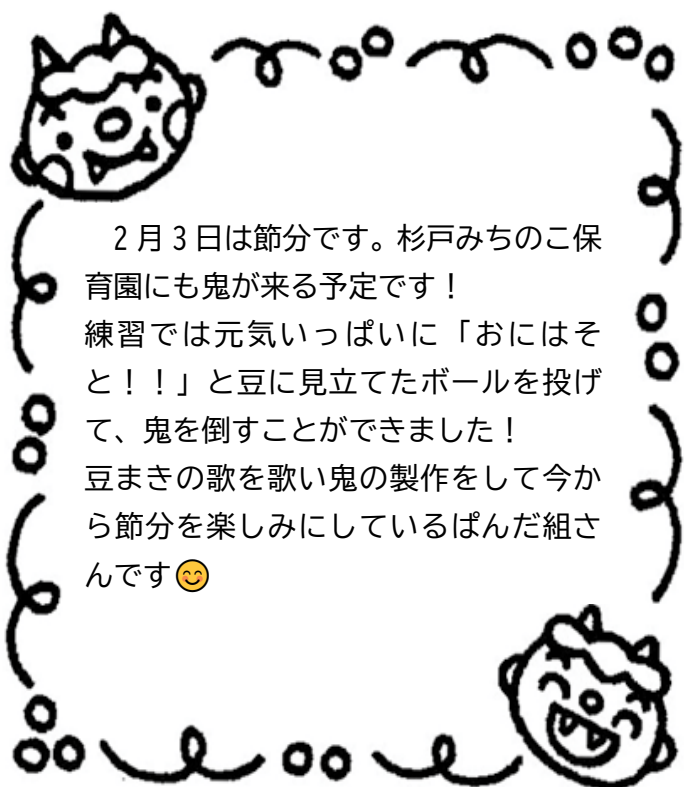 2月3日は節分です。杉戸みちのこ保
育園にも鬼が来る予定です！
練習では元気いっぱいに「おにはそ
と！！」と豆に見立てたボールを投げ
て、鬼を倒すことができました！
豆まきの歌を歌い鬼の製作をして今か
ら節分を楽しみにしているぱんだ組さ
んです😊